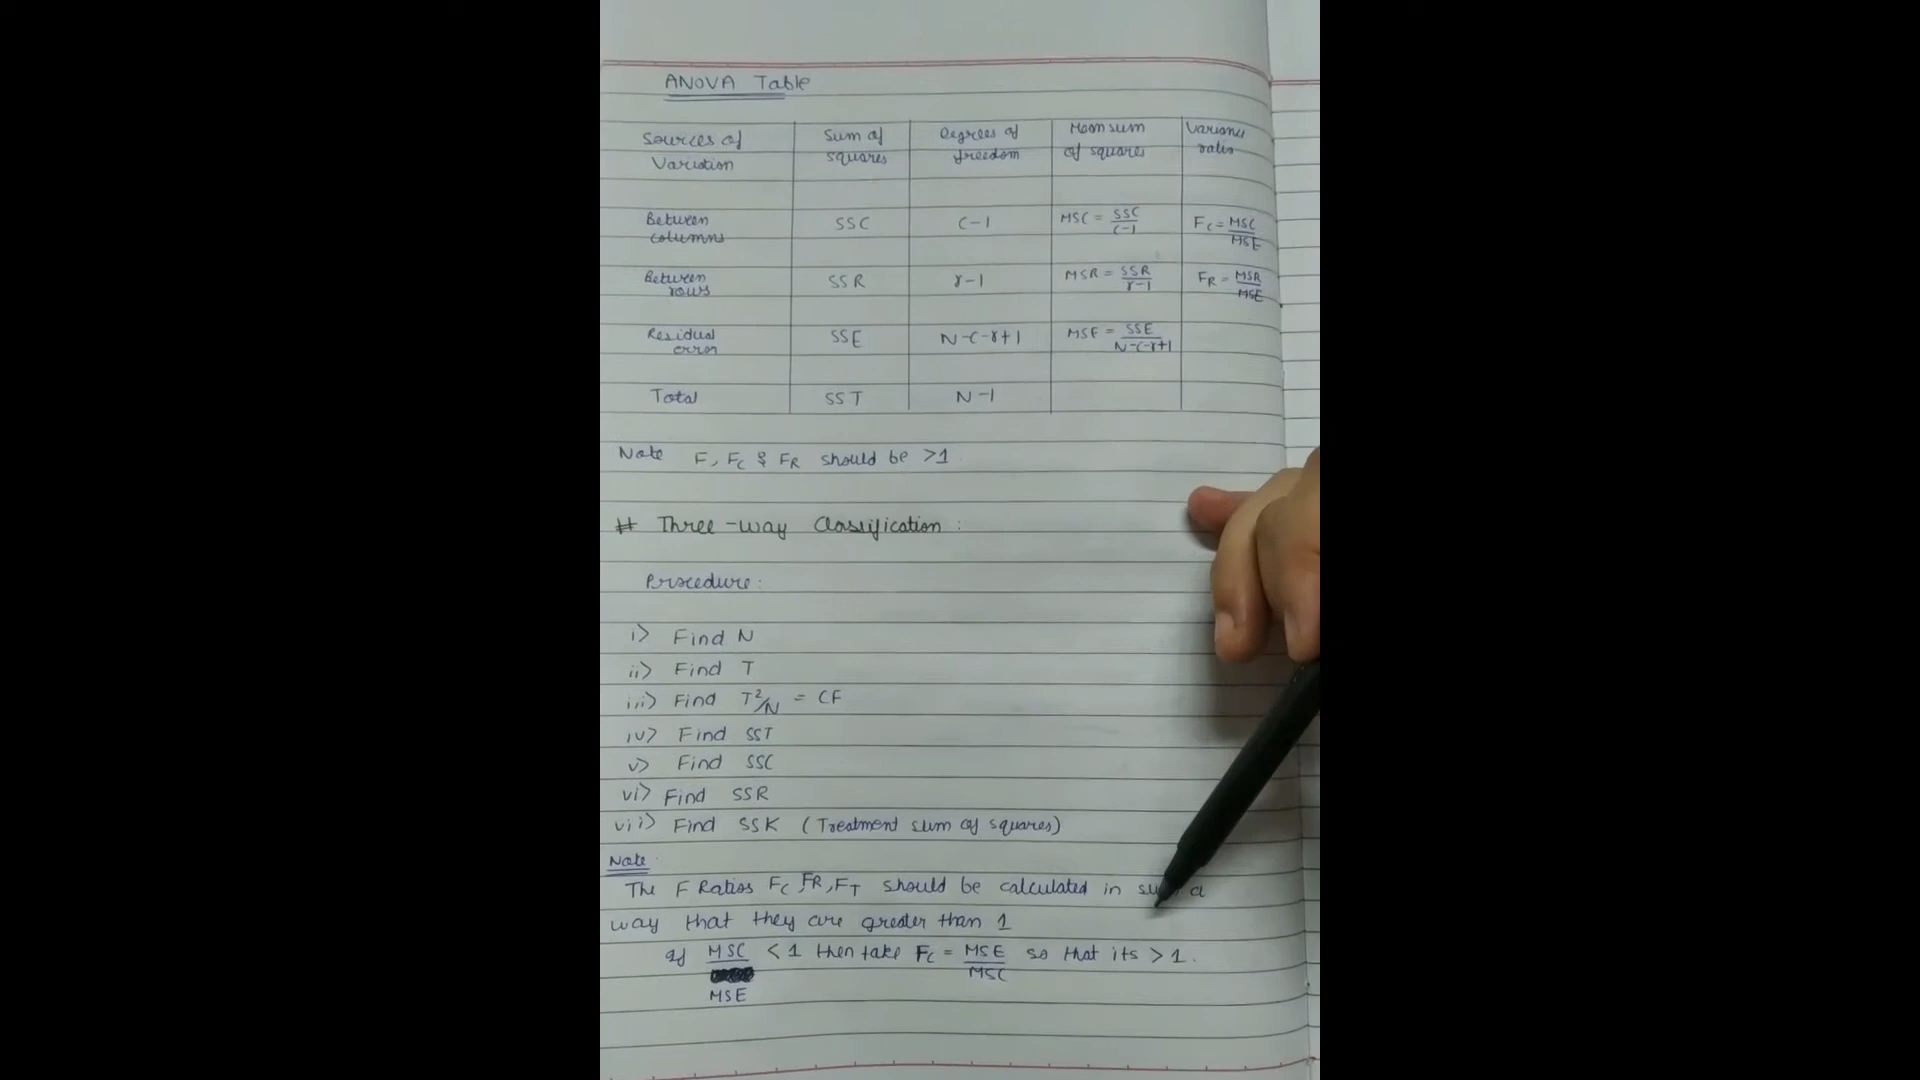 ANOVA Table
Sources of Variation | Sum of squares | Degrees of freedom | Mean sum of squares | Variance ratio
Between columns | SSC | c-1 | MSC = SSC/c-1 | Fc = MSC/MSE
Between rows | SSR | r-1 | MSR = SSR/r-1 | FR = MSR/MSE
Residual error | SSE | N-c-r+1 | MSE = SSE/N-c-r+1
Total | SST | N-1
Note F, Fc & FR should be >1
# Three-way Classification :
Procedure:
i> Find N
ii> Find T
iii> Find T²/N = CF
iv> Find SST
v> Find SSC
vi> Find SSR
vii> Find SSK (Treatment sum of squares)
Note
The F Ratios Fc, FR, FT should be calculated in a
way that they are greater than 1
If MSC/MSE < 1 then take Fc = MSE/MSC so that its > 1.